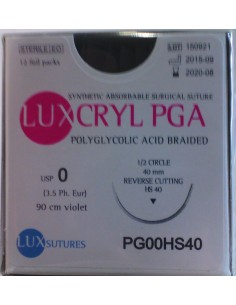 STERILE EO
12 foil packs
LOT 150921
2015-09
2020-08
SYNTHETIC ABSORBABLE SURGICAL SUTURE
LUXCRYL PGA
POLYGLYCOLIC ACID BRAIDED
USP 0
(3.5 Ph. Eur)
90 cm violet
1/2 CIRCLE
40 mm
REVERSE CUTTING
HS 40
LUXSUTURES
PG00HS40